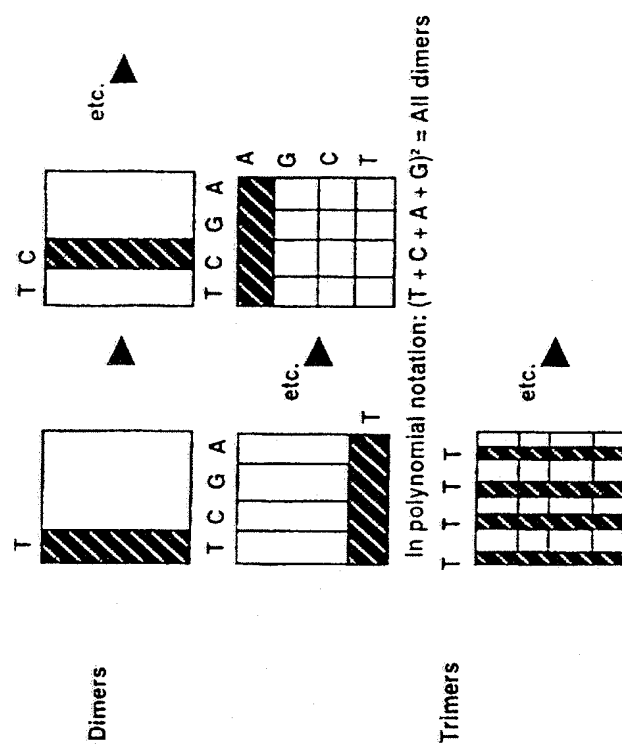 T
T C
Dimers
etc.
T C G A
T C G A
A
G
etc.
C
T
T
In polynomial notation: (T + C + A + G)² = All dimers
Trimers
T T T T
etc.